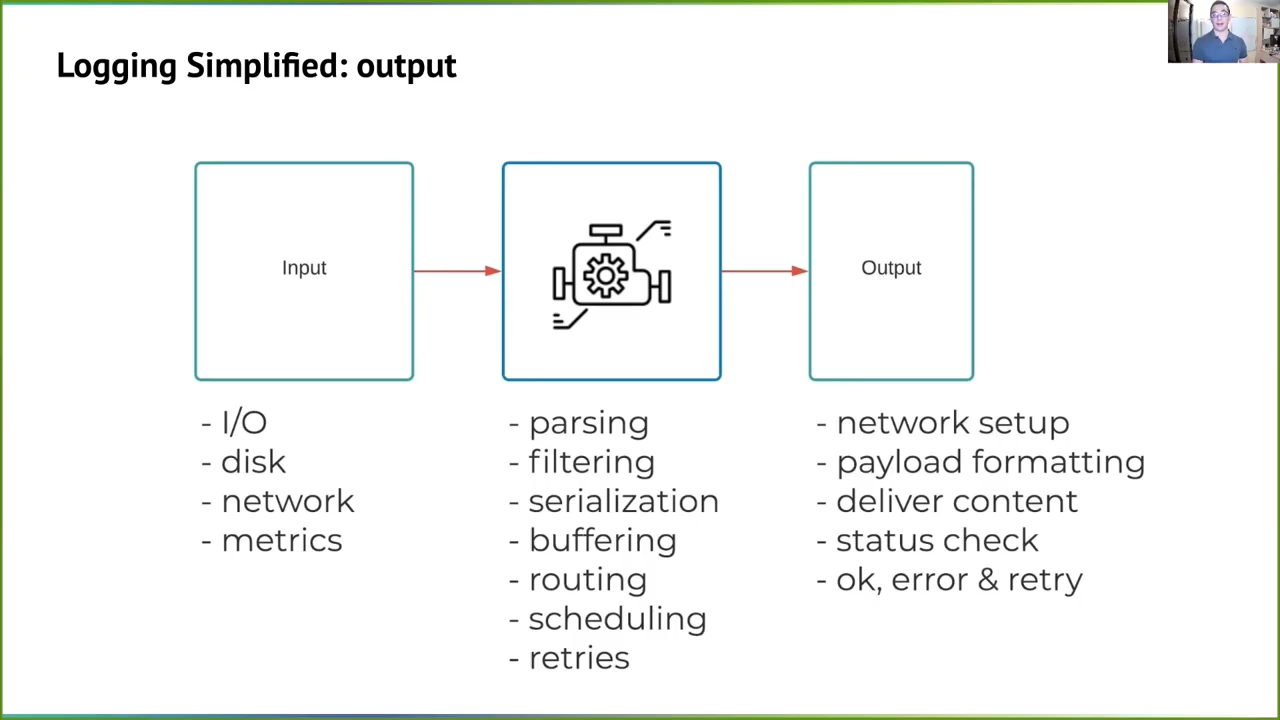 Logging Simplified: output
Input
Output
- I/O
- disk
- network
- metrics
- parsing
- filtering
- serialization
- buffering
- routing
- scheduling
- retries
- network setup
- payload formatting
- deliver content
- status check
- ok, error & retry